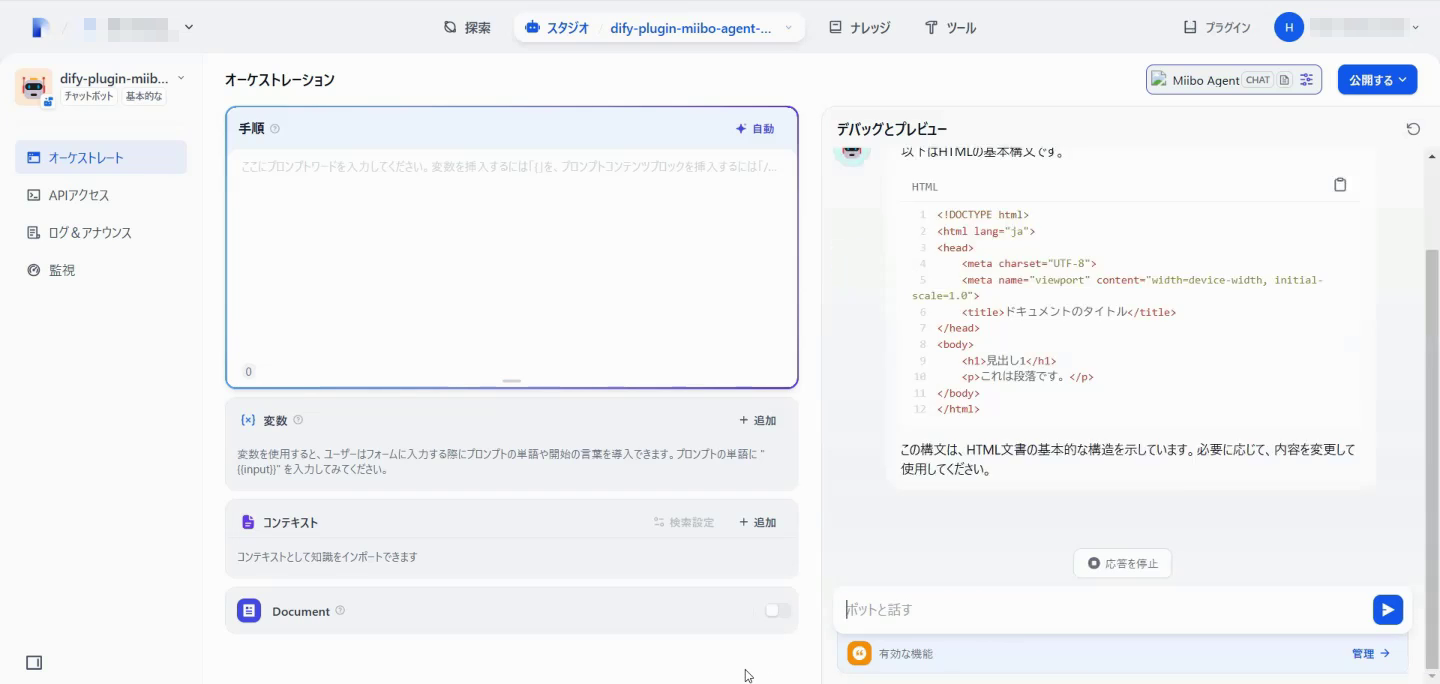 探索
スタジオ / dify-plugin-miibo-agent-...
ナレッジ
ツール
プラグイン
H
dify-plugin-miib...
チャットボット 基本的な
オーケストレート
APIアクセス
ログ＆アナウンス
監視
オーケストレーション
Miibo Agent CHAT
公開する
手順
自動
ここにプロンプトワードを入力してください。変数を挿入するには「{」を、プロンプトコンテンツブロックを挿入するには「/...
0
{x} 変数
+ 追加
変数を使用すると、ユーザーはフォームに入力する際にプロンプトの単語や開始の言葉を導入できます。プロンプトの単語に "
{{input}}" を入力してみてください。
コンテキスト
検索設定
+ 追加
コンテキストとして知識をインポートできます
Document
デバッグとプレビュー
以下はHTMLの基本構文です。
HTML
1 <!DOCTYPE html>
2 <html lang="ja">
3 <head>
4     <meta charset="UTF-8">
5     <meta name="viewport" content="width=device-width, initial-
scale=1.0">
6     <title>ドキュメントのタイトル</title>
7 </head>
8 <body>
9     <h1>見出し1</h1>
10     <p>これは段落です。</p>
11 </body>
12 </html>
この構文は、HTML文書の基本的な構造を示しています。必要に応じて、内容を変更して
使用してください。
応答を停止
ボットと話す
有効な機能
管理 →